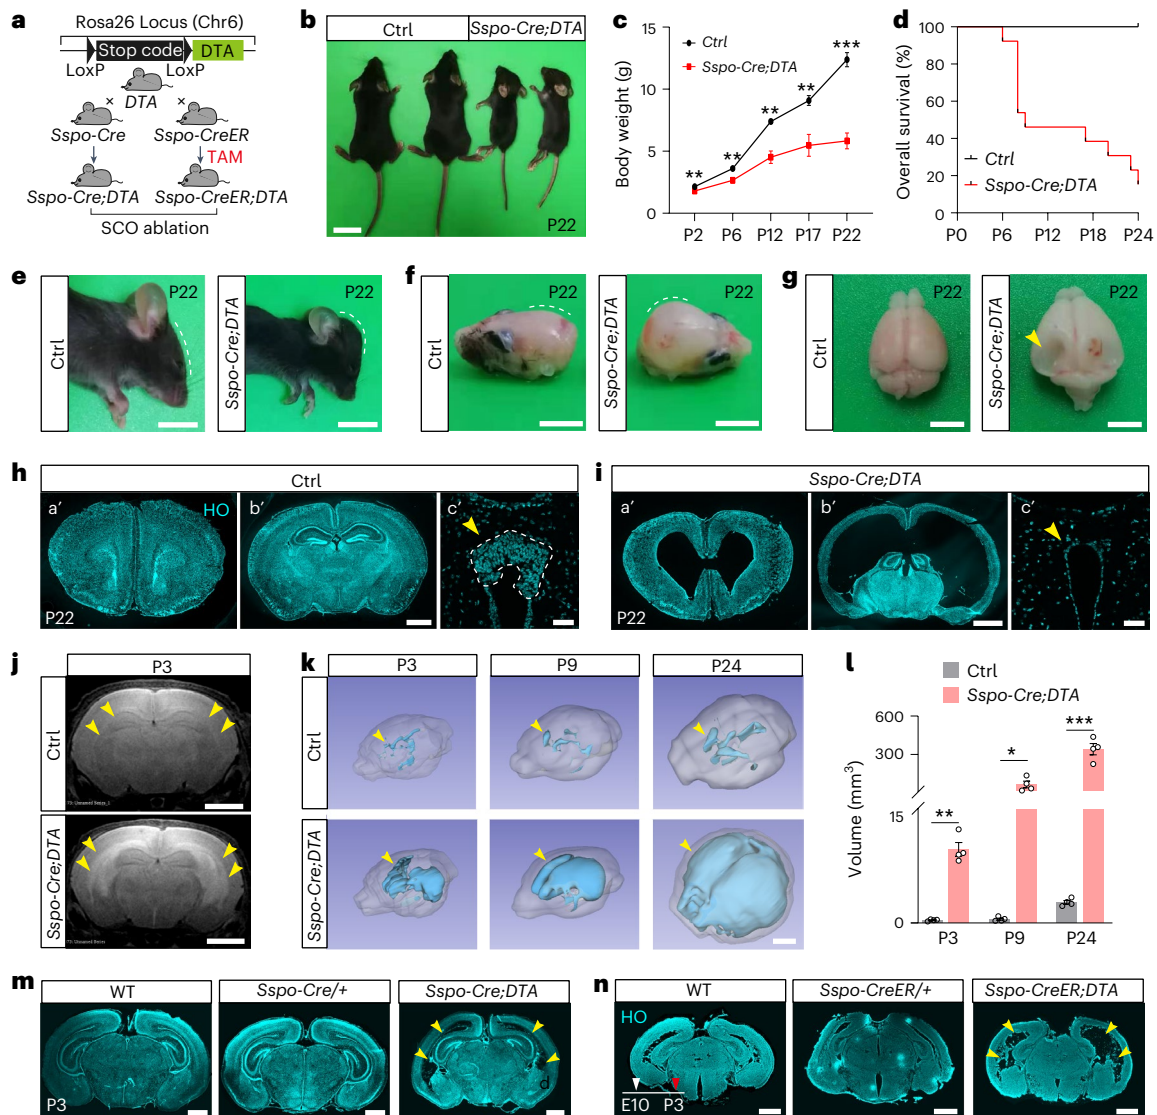 a
Rosa26 Locus (Chr6)
Stop code
DTA
LoxP
LoxP
×
DTA
×
Sspo-Cre
Sspo-CreER
TAM
Sspo-Cre;DTA
Sspo-CreER;DTA
SCO ablation
b
Ctrl
Sspo-Cre;DTA
P22
c
Body weight (g)
15
10
5
0
Ctrl
Sspo-Cre;DTA
**
**
**
**
***
P2
P6
P12
P17
P22
d
Overall survival (%)
100
80
60
40
20
0
Ctrl
Sspo-Cre;DTA
P0
P6
P12
P18
P24
e
Ctrl
P22
Sspo-Cre;DTA
P22
f
Ctrl
P22
Sspo-Cre;DTA
P22
g
Ctrl
Sspo-Cre;DTA
P22
h
Ctrl
a′
HO
b′
c′
P22
i
Sspo-Cre;DTA
a′
b′
c′
P22
j
P3
Ctrl
Sspo-Cre;DTA
k
P3
P9
P24
Ctrl
Sspo-Cre;DTA
l
Ctrl
Sspo-Cre;DTA
Volume (mm³)
600
300
15
0
**
*
***
P3
P9
P24
m
WT
Sspo-Cre/+
Sspo-Cre;DTA
P3
d
n
WT
Sspo-CreER/+
Sspo-CreER;DTA
HO
E10
P3